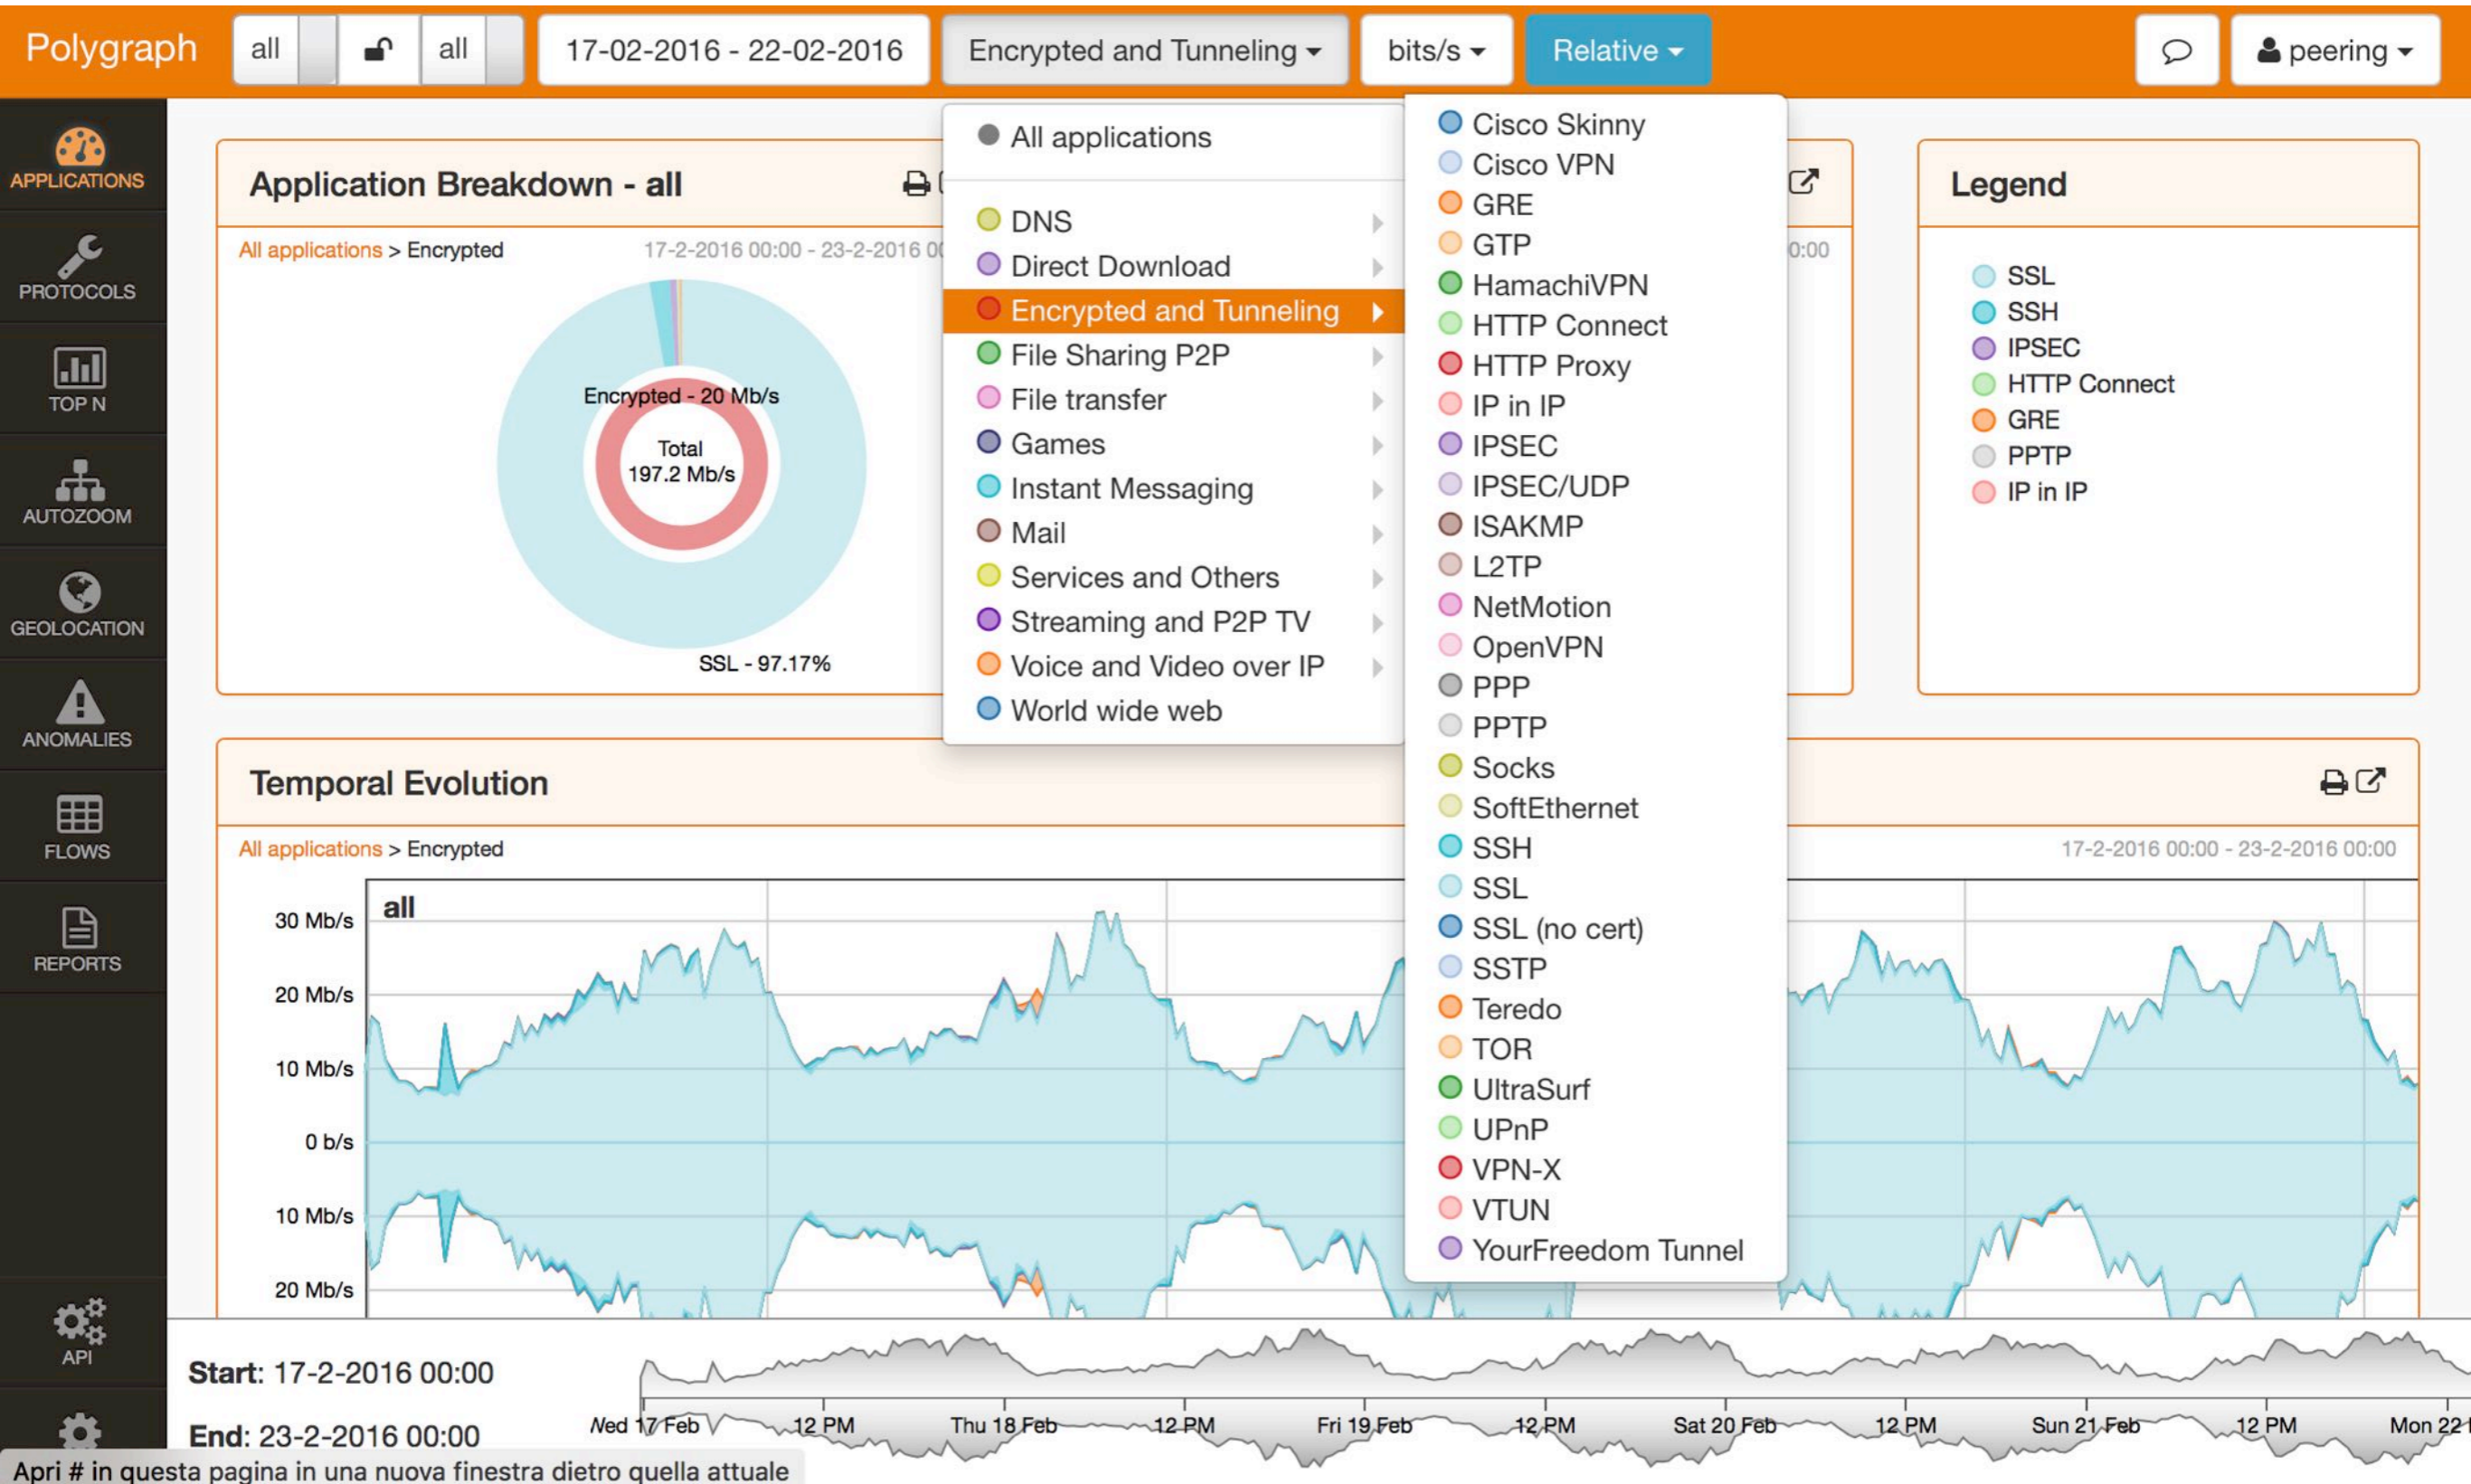 Polygraph all all 17-02-2016 - 22-02-2016 Encrypted and Tunneling bits/s Relative peering
APPLICATIONS
PROTOCOLS
TOP N
AUTOZOOM
GEOLOCATION
ANOMALIES
FLOWS
REPORTS
API
Application Breakdown - all
All applications > Encrypted 17-2-2016 00:00 - 23-2-2016
Encrypted - 20 Mb/s
Total
197.2 Mb/s
SSL - 97.17%
All applications
DNS
Direct Download
Encrypted and Tunneling
File Sharing P2P
File transfer
Games
Instant Messaging
Mail
Services and Others
Streaming and P2P TV
Voice and Video over IP
World wide web
Cisco Skinny
Cisco VPN
GRE
GTP
HamachiVPN
HTTP Connect
HTTP Proxy
IP in IP
IPSEC
IPSEC/UDP
ISAKMP
L2TP
NetMotion
OpenVPN
PPP
PPTP
Socks
SoftEthernet
SSH
SSL
SSL (no cert)
SSTP
Teredo
TOR
UltraSurf
UPnP
VPN-X
VTUN
YourFreedom Tunnel
Legend
SSL
SSH
IPSEC
HTTP Connect
GRE
PPTP
IP in IP
Temporal Evolution
All applications > Encrypted 17-2-2016 00:00 - 23-2-2016 00:00
all
30 Mb/s
20 Mb/s
10 Mb/s
0 b/s
10 Mb/s
20 Mb/s
Start: 17-2-2016 00:00
End: 23-2-2016 00:00
Wed 17 Feb 12 PM Thu 18 Feb 12 PM Fri 19 Feb 12 PM Sat 20 Feb 12 PM Sun 21 Feb 12 PM Mon 22
Apri # in questa pagina in una nuova finestra dietro quella attuale